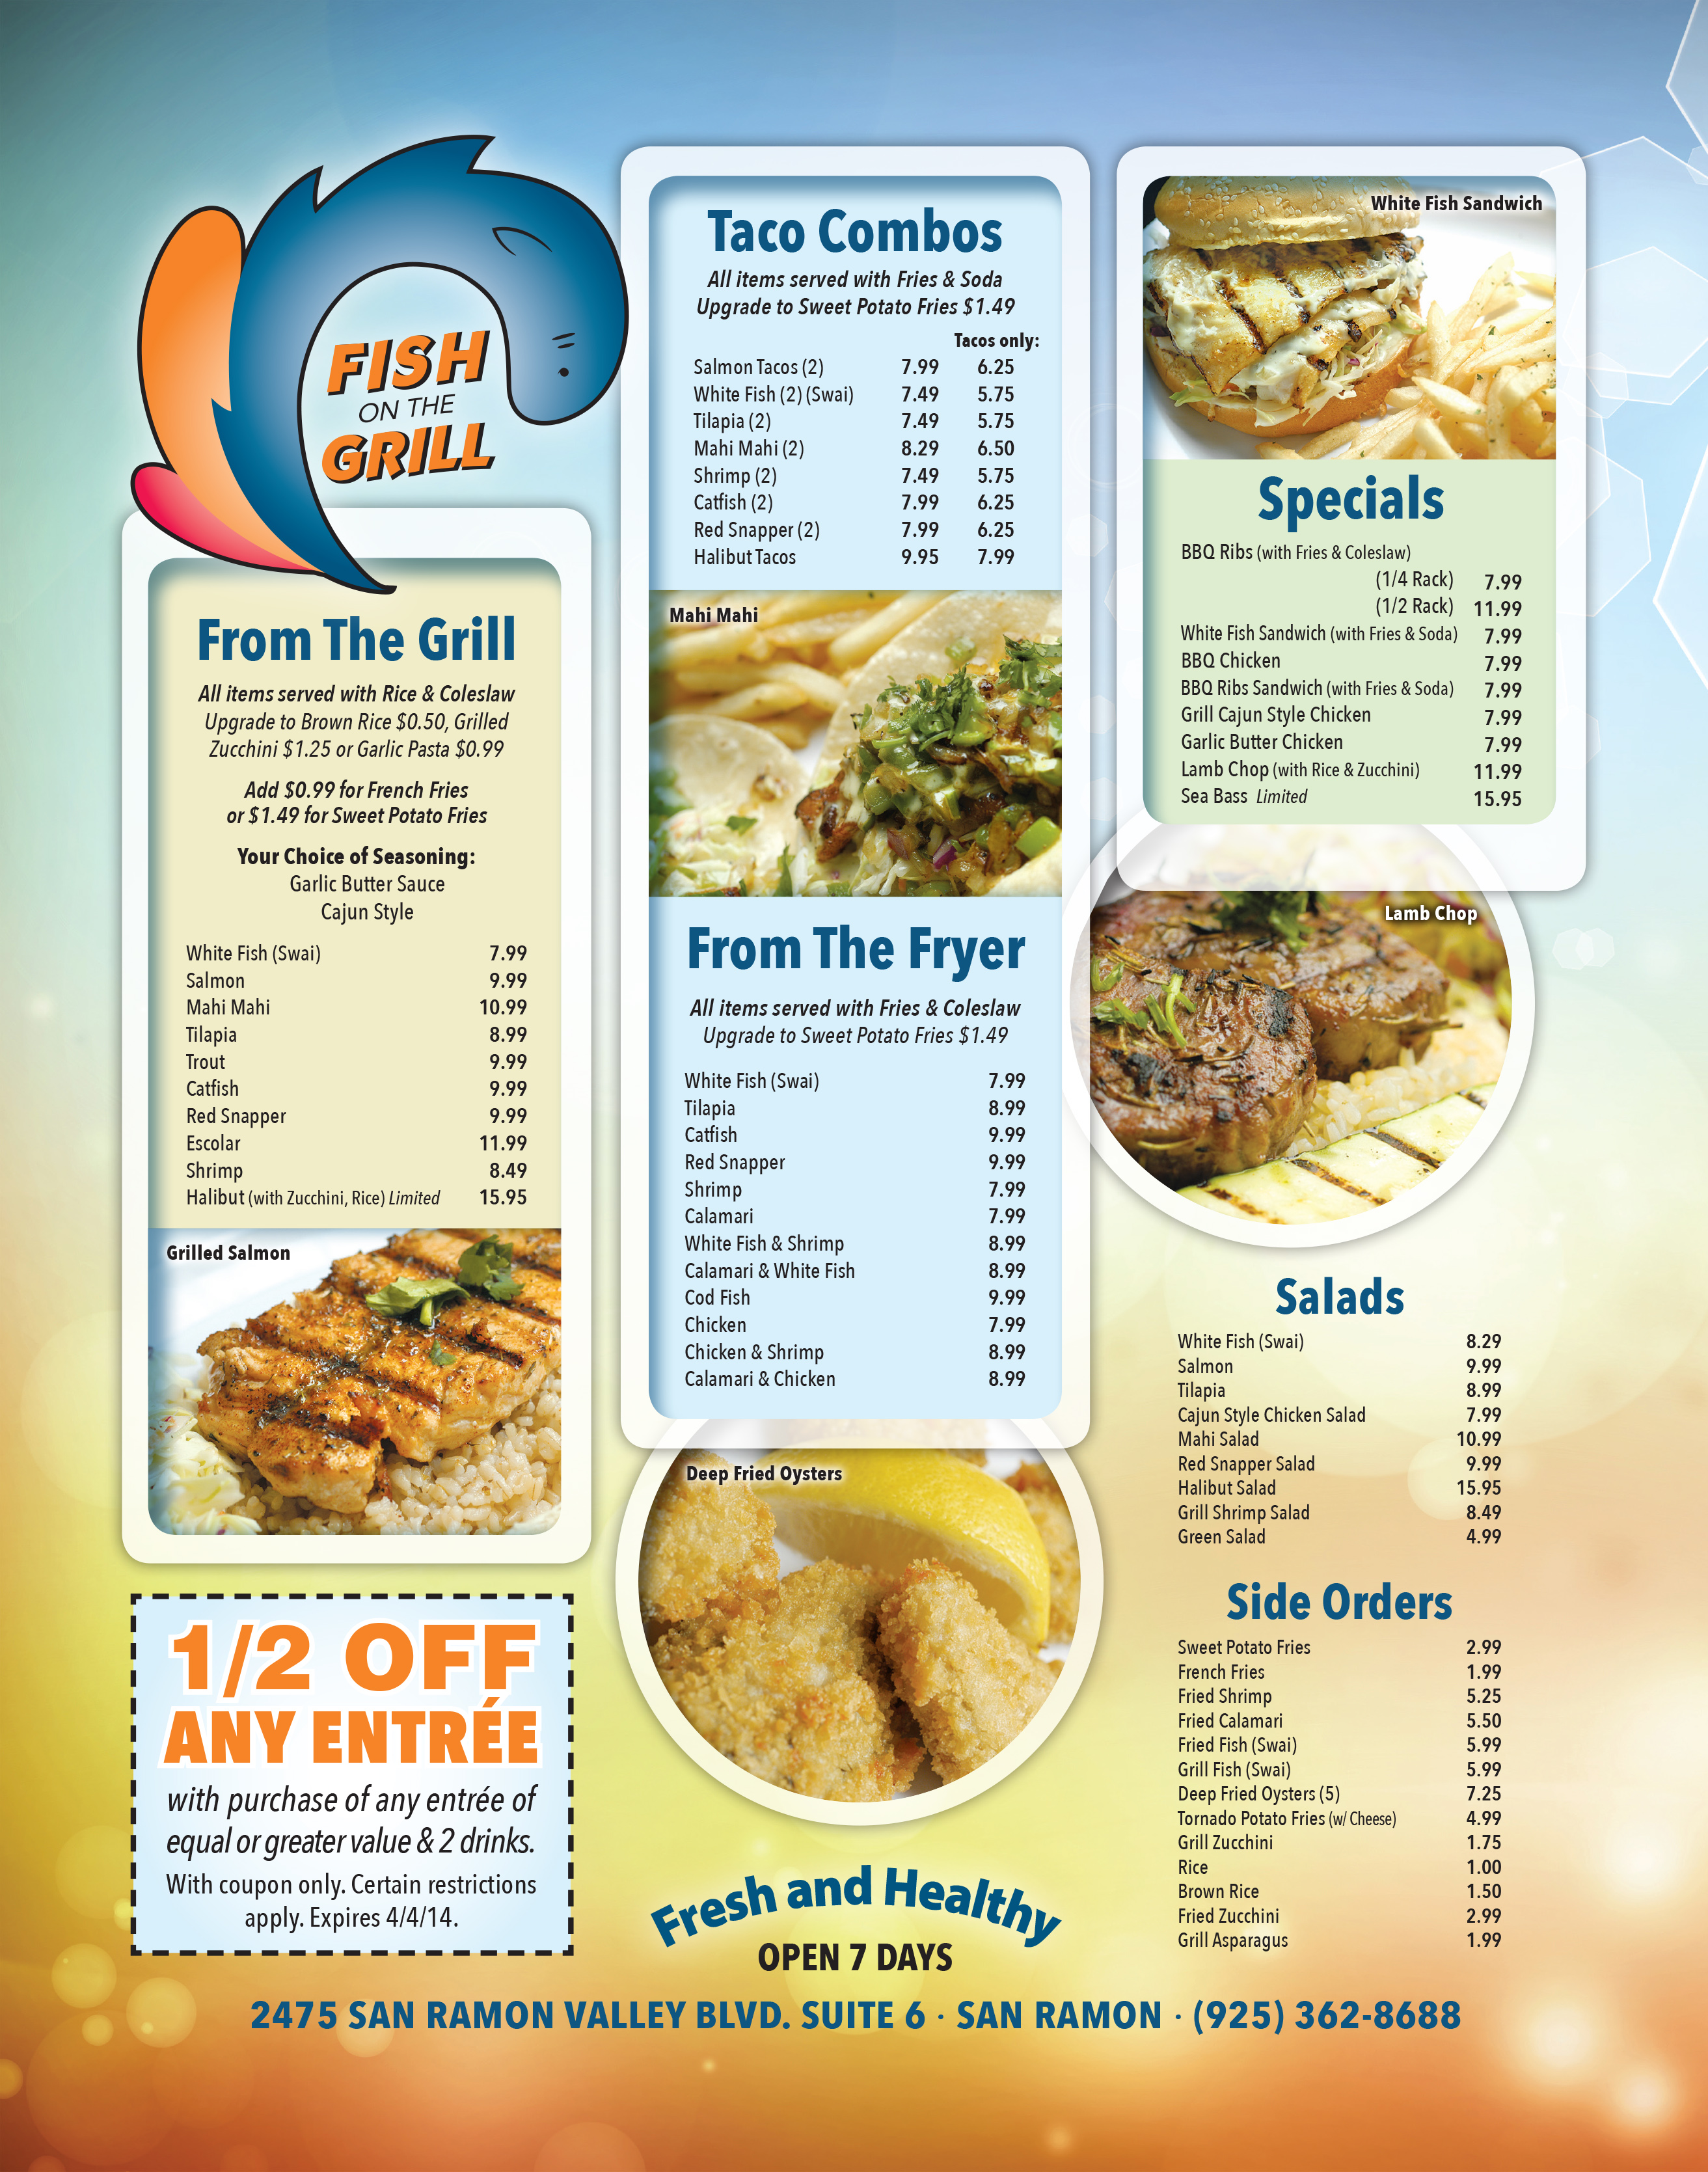 FISH
ON THE
GRILL
From The Grill
All items served with Rice & Coleslaw
Upgrade to Brown Rice $0.50, Grilled
Zucchini $1.25 or Garlic Pasta $0.99
Add $0.99 for French Fries
or $1.49 for Sweet Potato Fries
Your Choice of Seasoning:
Garlic Butter Sauce
Cajun Style
White Fish (Swai) 7.99
Salmon 9.99
Mahi Mahi 10.99
Tilapia 8.99
Trout 9.99
Catfish 9.99
Red Snapper 9.99
Escolar 11.99
Shrimp 8.49
Halibut (with Zucchini, Rice) Limited 15.95
Grilled Salmon
1/2 OFF
ANY ENTRÉE
with purchase of any entrée of
equal or greater value & 2 drinks.
With coupon only. Certain restrictions
apply. Expires 4/4/14.
Taco Combos
All items served with Fries & Soda
Upgrade to Sweet Potato Fries $1.49
Tacos only:
Salmon Tacos (2) 7.99 6.25
White Fish (2) (Swai) 7.49 5.75
Tilapia (2) 7.49 5.75
Mahi Mahi (2) 8.29 6.50
Shrimp (2) 7.49 5.75
Catfish (2) 7.99 6.25
Red Snapper (2) 7.99 6.25
Halibut Tacos 9.95 7.99
Mahi Mahi
From The Fryer
All items served with Fries & Coleslaw
Upgrade to Sweet Potato Fries $1.49
White Fish (Swai) 7.99
Tilapia 8.99
Catfish 9.99
Red Snapper 9.99
Shrimp 7.99
Calamari 7.99
White Fish & Shrimp 8.99
Calamari & White Fish 8.99
Cod Fish 9.99
Chicken 7.99
Chicken & Shrimp 8.99
Calamari & Chicken 8.99
Deep Fried Oysters
Fresh and Healthy
OPEN 7 DAYS
White Fish Sandwich
Specials
BBQ Ribs (with Fries & Coleslaw)
(1/4 Rack) 7.99
(1/2 Rack) 11.99
White Fish Sandwich (with Fries & Soda) 7.99
BBQ Chicken 7.99
BBQ Ribs Sandwich (with Fries & Soda) 7.99
Grill Cajun Style Chicken 7.99
Garlic Butter Chicken 7.99
Lamb Chop (with Rice & Zucchini) 11.99
Sea Bass Limited 15.95
Lamb Chop
Salads
White Fish (Swai) 8.29
Salmon 9.99
Tilapia 8.99
Cajun Style Chicken Salad 7.99
Mahi Salad 10.99
Red Snapper Salad 9.99
Halibut Salad 15.95
Grill Shrimp Salad 8.49
Green Salad 4.99
Side Orders
Sweet Potato Fries 2.99
French Fries 1.99
Fried Shrimp 5.25
Fried Calamari 5.50
Fried Fish (Swai) 5.99
Grill Fish (Swai) 5.99
Deep Fried Oysters (5) 7.25
Tornado Potato Fries (w/ Cheese) 4.99
Grill Zucchini 1.75
Rice 1.00
Brown Rice 1.50
Fried Zucchini 2.99
Grill Asparagus 1.99
2475 SAN RAMON VALLEY BLVD. SUITE 6 · SAN RAMON · (925) 362-8688